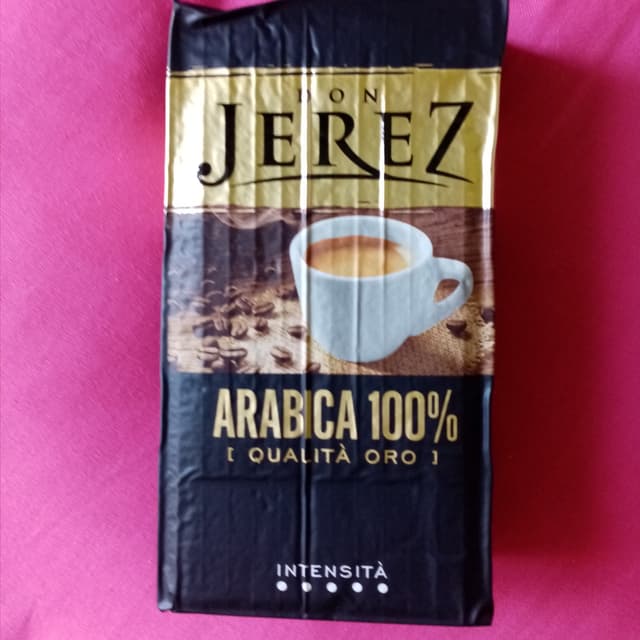 DON
JEREZ
ARABICA 100%
[ QUALITÀ ORO ]
INTENSITÀ